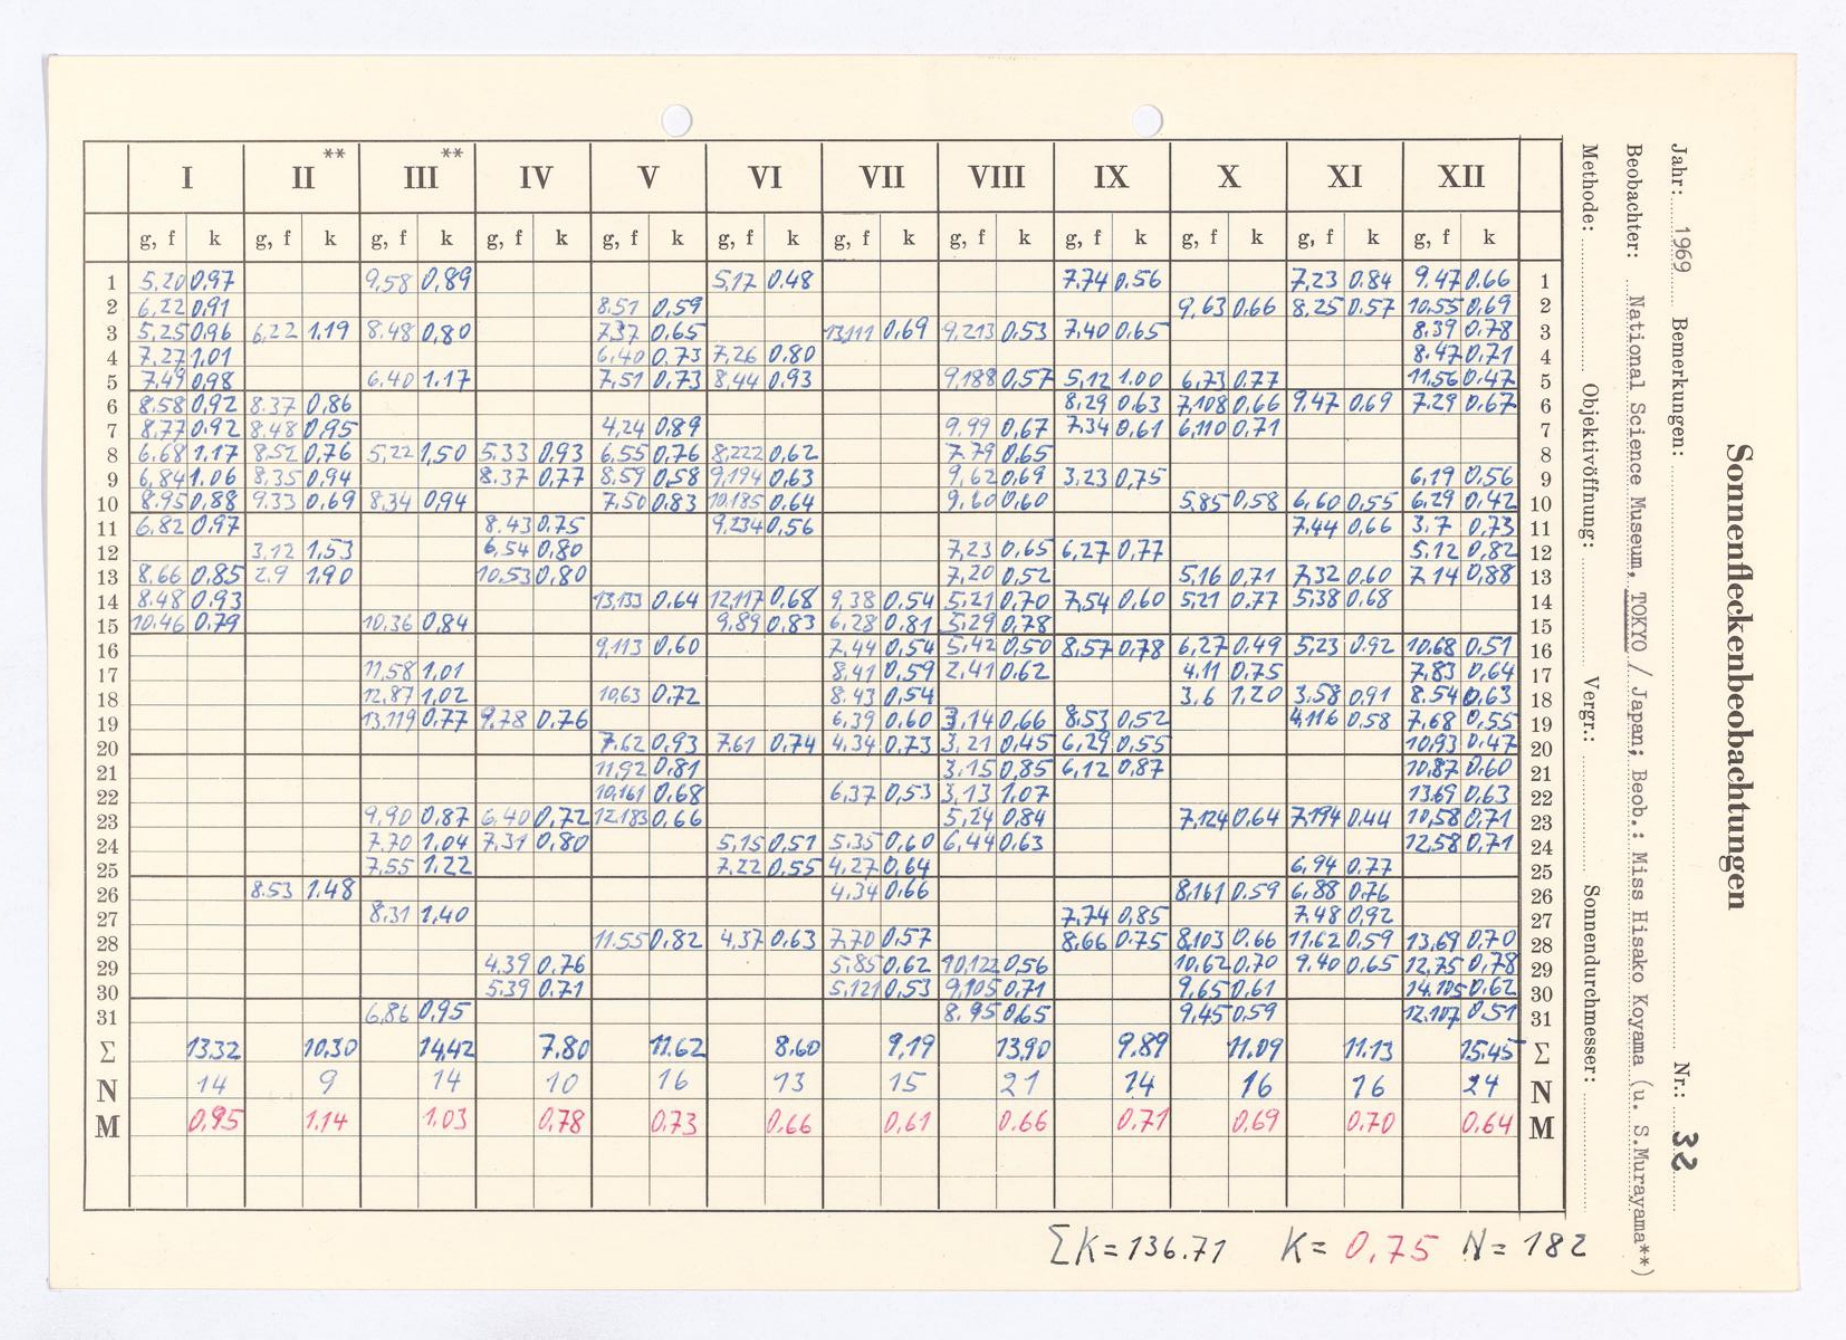 Sonnenfleckenbeobachtungen
Jahr: 1969 Bemerkungen: Nr.: 32
Beobachter: National Science Museum, TOKYO / Japan; Beob.: Miss Hisako Koyama (u. S.Murayama**)
Methode: Objektivöffnung: Vergr.: Sonnendurchmesser:
I II ** III ** IV V VI VII VIII IX X XI XII
g, f k g, f k g, f k g, f k g, f k g, f k g, f k g, f k g, f k g, f k g, f k g, f k
1 5,20 0,97 9,58 0,89 5,17 0.48 7.74 0.56 7,23 0,84 9.47 0.66 1
2 6,22 0,91 8.51 0,59 9,63 0.66 8.25 0.57 10.55 0,69 2
3 5,25 0,96 6,22 1.19 8.48 0,80 7,37 0.65 13,111 0.69 9.213 0.53 7,40 0.65 8.39 0.78 3
4 7.27 1.01 6,40 0.73 7,26 0.80 8.47 0.71 4
5 7,49 0,98 6.40 1.17 7,51 0,73 8,44 0.93 9,188 0,57 5,12 1.00 6,73 0.77 11,56 0.47 5
6 8.58 0,92 8.37 0,86 8,29 0.63 7,108 0.66 9,47 0.69 7.29 0.67 6
7 8,77 0.92 8.48 0,95 4,24 0.89 9.99 0,67 7,34 0,61 6,110 0.71 7
8 6.68 1.17 8.52 0,76 5,22 1,50 5.33 0,93 6.55 0,76 8,222 0.62 7.79 0.65 8
9 6,84 1.06 8,35 0,94 8.37 0,77 8.59 0,58 9,194 0,63 9,62 0.69 3.23 0,75 6,19 0,56 9
10 8.95 0,88 9.33 0.69 8,34 0,94 7,50 0.83 10.185 0.64 9,60 0.60 5,85 0,58 6,60 0.55 6.29 0.42 10
11 6.82 0,97 8.43 0.75 9.234 0,56 7,44 0.66 3.7 0,73 11
12 3,12 1,53 6,54 0,80 7,23 0,65 6,27 0,77 5.12 0,82 12
13 8.66 0,85 2.9 1,90 10,53 0,80 7,20 0,52 5,16 0,71 7,32 0.60 7.14 0,88 13
14 8.48 0,93 13,133 0.64 12,117 0.68 9,38 0.54 5,21 0,70 7,54 0,60 5,21 0.77 5,38 0.68 14
15 10.46 0,79 10,36 0,84 9,89 0,83 6,28 0.81 5,29 0,78 15
16 9,113 0,60 7,44 0,54 5,42 0,50 8,57 0,78 6,27 0,49 5,23 0.92 10,68 0,51 16
17 11,58 1,01 8,41 0,59 2,41 0.62 4.11 0.75 7,83 0,64 17
18 12,87 1,02 10,63 0,72 8.43 0,54 3.6 1,20 3.58 0,91 8.54 0,63 18
19 13.119 0,77 9,78 0,76 6,39 0,60 3,14 0,66 8,53 0,52 4,116 0,58 7,68 0,55 19
20 7.62 0,93 7,61 0,74 4,34 0,73 3,21 0,45 6,29 0,55 10,93 0.47 20
21 11,92 0,81 3.15 0,85 6,12 0,87 10,87 0.60 21
22 10,161 0,68 6,37 0,53 3,13 1,07 13.69 0,63 22
23 9,90 0,87 6,40 0,72 12.183 0,66 5,24 0,84 7,124 0,64 7,194 0,44 10,58 0,71 23
24 7.70 1,04 7,31 0,80 5,15 0,51 5.35 0,60 6,44 0,63 12,58 0,71 24
25 7,55 1.22 7,22 0.55 4,27 0,64 6,94 0,77 25
26 8.53 1.48 4.34 0.66 8,161 0.59 6,88 0.76 26
27 8.31 1,40 7,74 0,85 7,48 0,92 27
28 11.55 0,82 4.37 0,63 7,70 0,57 8.66 0.75 8,103 0.66 11,62 0,59 13,69 0,70 28
29 4.39 0.76 5,85 0,62 10,122 0,56 10,62 0,70 9.40 0.65 12,75 0,78 29
30 5.39 0.71 5,121 0,53 9,105 0,71 9,65 0,61 14,105 0,62 30
31 6,86 0,95 8.95 0,65 9,45 0,59 12.107 0.51 31
Σ 13.32 10,30 14,42 7.80 11.62 8.60 9,19 13,90 9.89 11.09 11.13 15.45 Σ
N 14 9 14 10 16 13 15 21 14 16 16 24 N
M 0,95 1.14 1.03 0,78 0.73 0.66 0,61 0.66 0.71 0,69 0.70 0.64 M
ΣK = 136.71 K = 0,75 N = 182